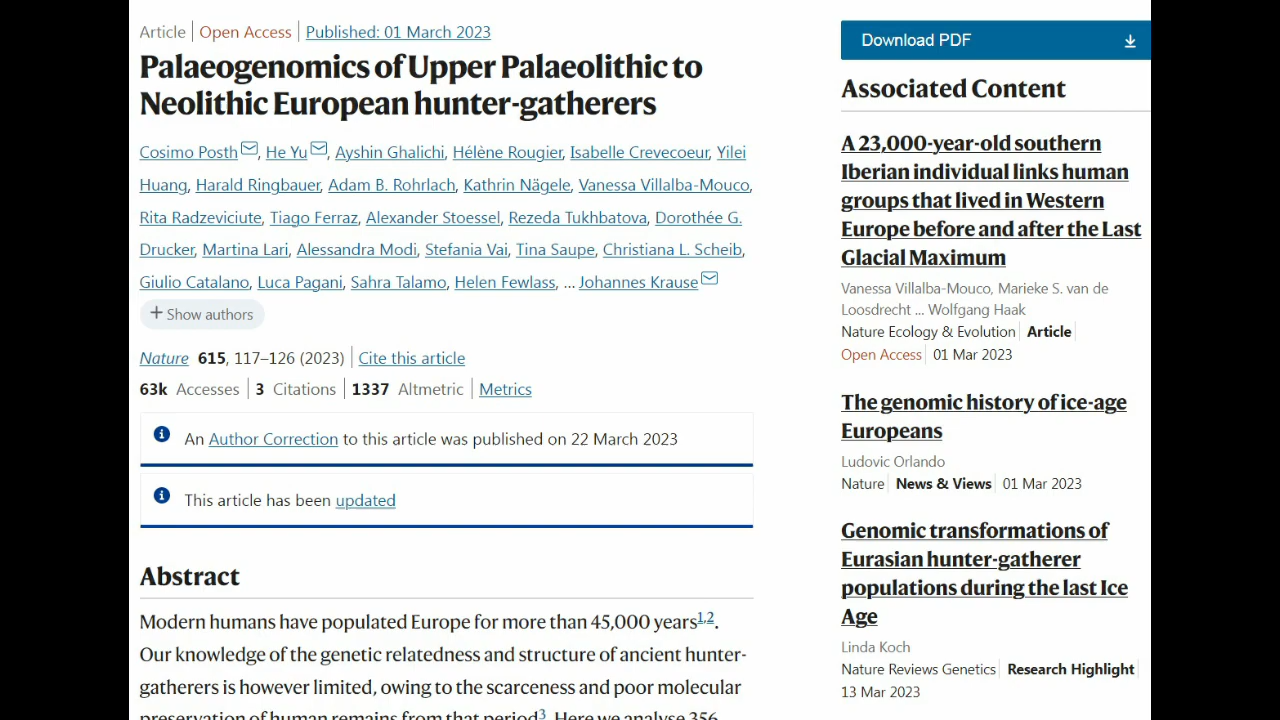 Article | Open Access | Published: 01 March 2023
Palaeogenomics of Upper Palaeolithic to
Neolithic European hunter-gatherers
Cosimo Posth, He Yu, Ayshin Ghalichi, Hélène Rougier, Isabelle Crevecoeur, Yilei
Huang, Harald Ringbauer, Adam B. Rohrlach, Kathrin Nägele, Vanessa Villalba-Mouco,
Rita Radzeviciute, Tiago Ferraz, Alexander Stoessel, Rezeda Tukhbatova, Dorothée G.
Drucker, Martina Lari, Alessandra Modi, Stefania Vai, Tina Saupe, Christiana L. Scheib,
Giulio Catalano, Luca Pagani, Sahra Talamo, Helen Fewlass, ... Johannes Krause
+ Show authors
Nature 615, 117–126 (2023) | Cite this article
63k Accesses | 3 Citations | 1337 Altmetric | Metrics
An Author Correction to this article was published on 22 March 2023
This article has been updated
Abstract
Modern humans have populated Europe for more than 45,000 years1,2.
Our knowledge of the genetic relatedness and structure of ancient hunter-
gatherers is however limited, owing to the scarceness and poor molecular
preservation of human remains from that period3. Here we analyse 356
Download PDF
Associated Content
A 23,000-year-old southern
Iberian individual links human
groups that lived in Western
Europe before and after the Last
Glacial Maximum
Vanessa Villalba-Mouco, Marieke S. van de
Loosdrecht ... Wolfgang Haak
Nature Ecology & Evolution | Article
Open Access | 01 Mar 2023
The genomic history of ice-age
Europeans
Ludovic Orlando
Nature | News & Views | 01 Mar 2023
Genomic transformations of
Eurasian hunter-gatherer
populations during the last Ice
Age
Linda Koch
Nature Reviews Genetics | Research Highlight
13 Mar 2023